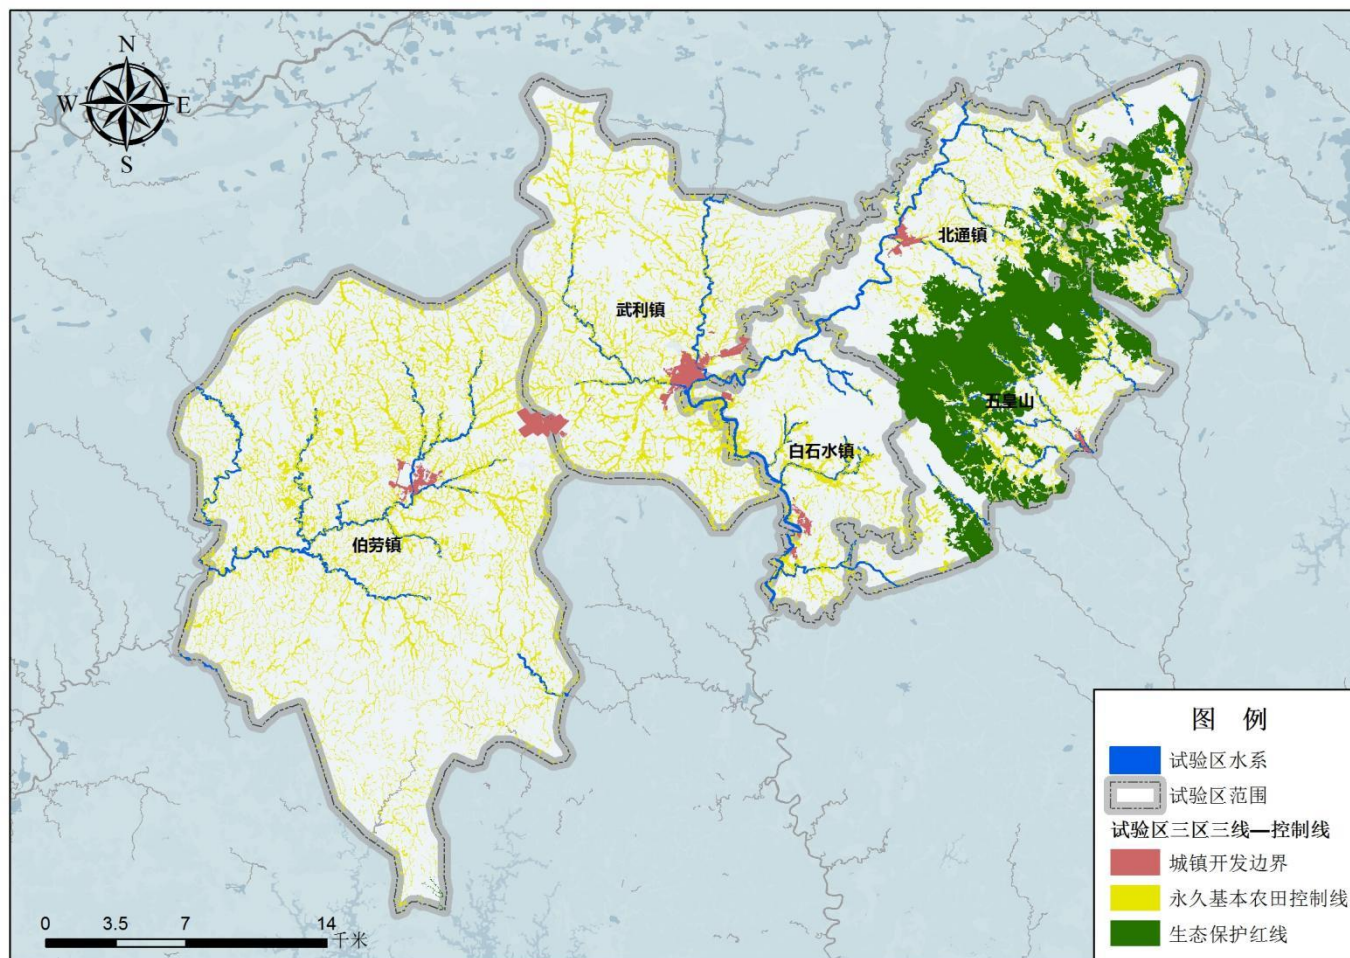 N
W E
S
北通镇
武利镇
五皇山
白石水镇
伯劳镇
图 例
试验区水系
试验区范围
试验区三区三线—控制线
城镇开发边界
永久基本农田控制线
生态保护红线
0 3.5 7 14
千米